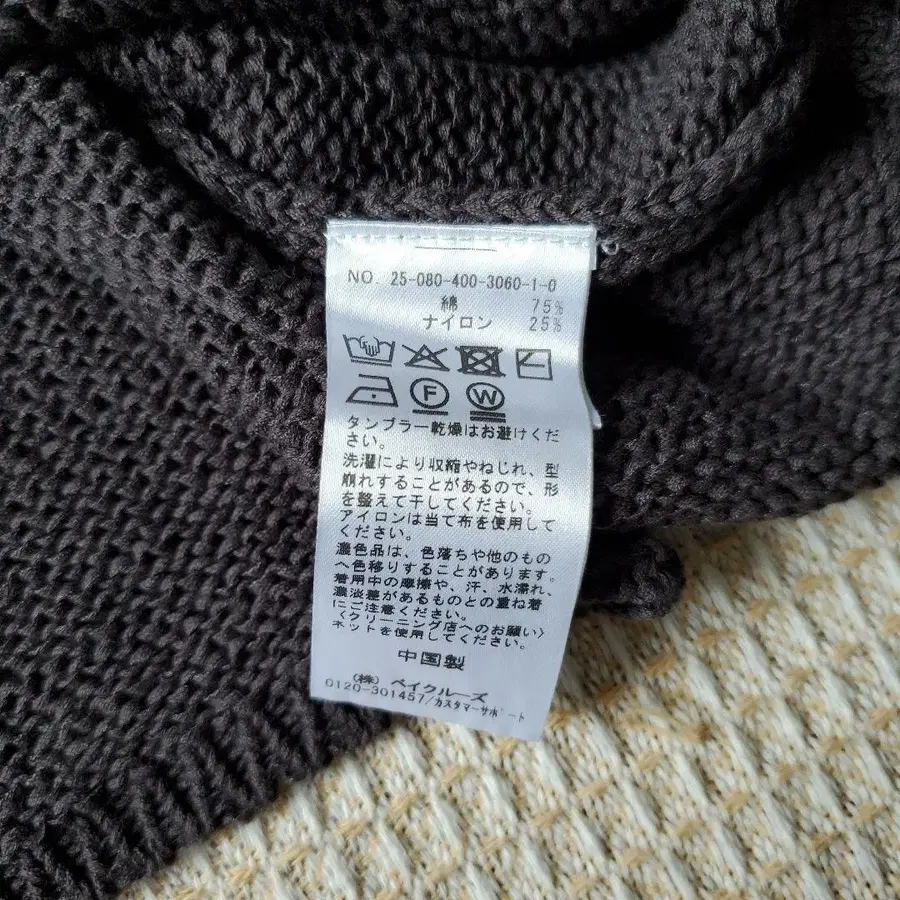 NO. 25-080-400-3060-1-0
綿 75%
ナイロン 25%
F W
タンブラー乾燥はお避けくだ
さい。
洗濯により収縮やねじれ、型
崩れすることがあるので、形
を整えて干してください。
アイロンは当て布を使用して
ください。
濃色品は、色落ちや他のもの
へ色移りすることがあります。
着用中の摩擦や、汗、水濡れ、
濃淡差があるものとの重ね着
にご注意ください。
〈クリーニング店へのお願い〉
ネットを使用してください。
中国製
(株) ベイクルーズ
0120-301457/カスタマーサポート